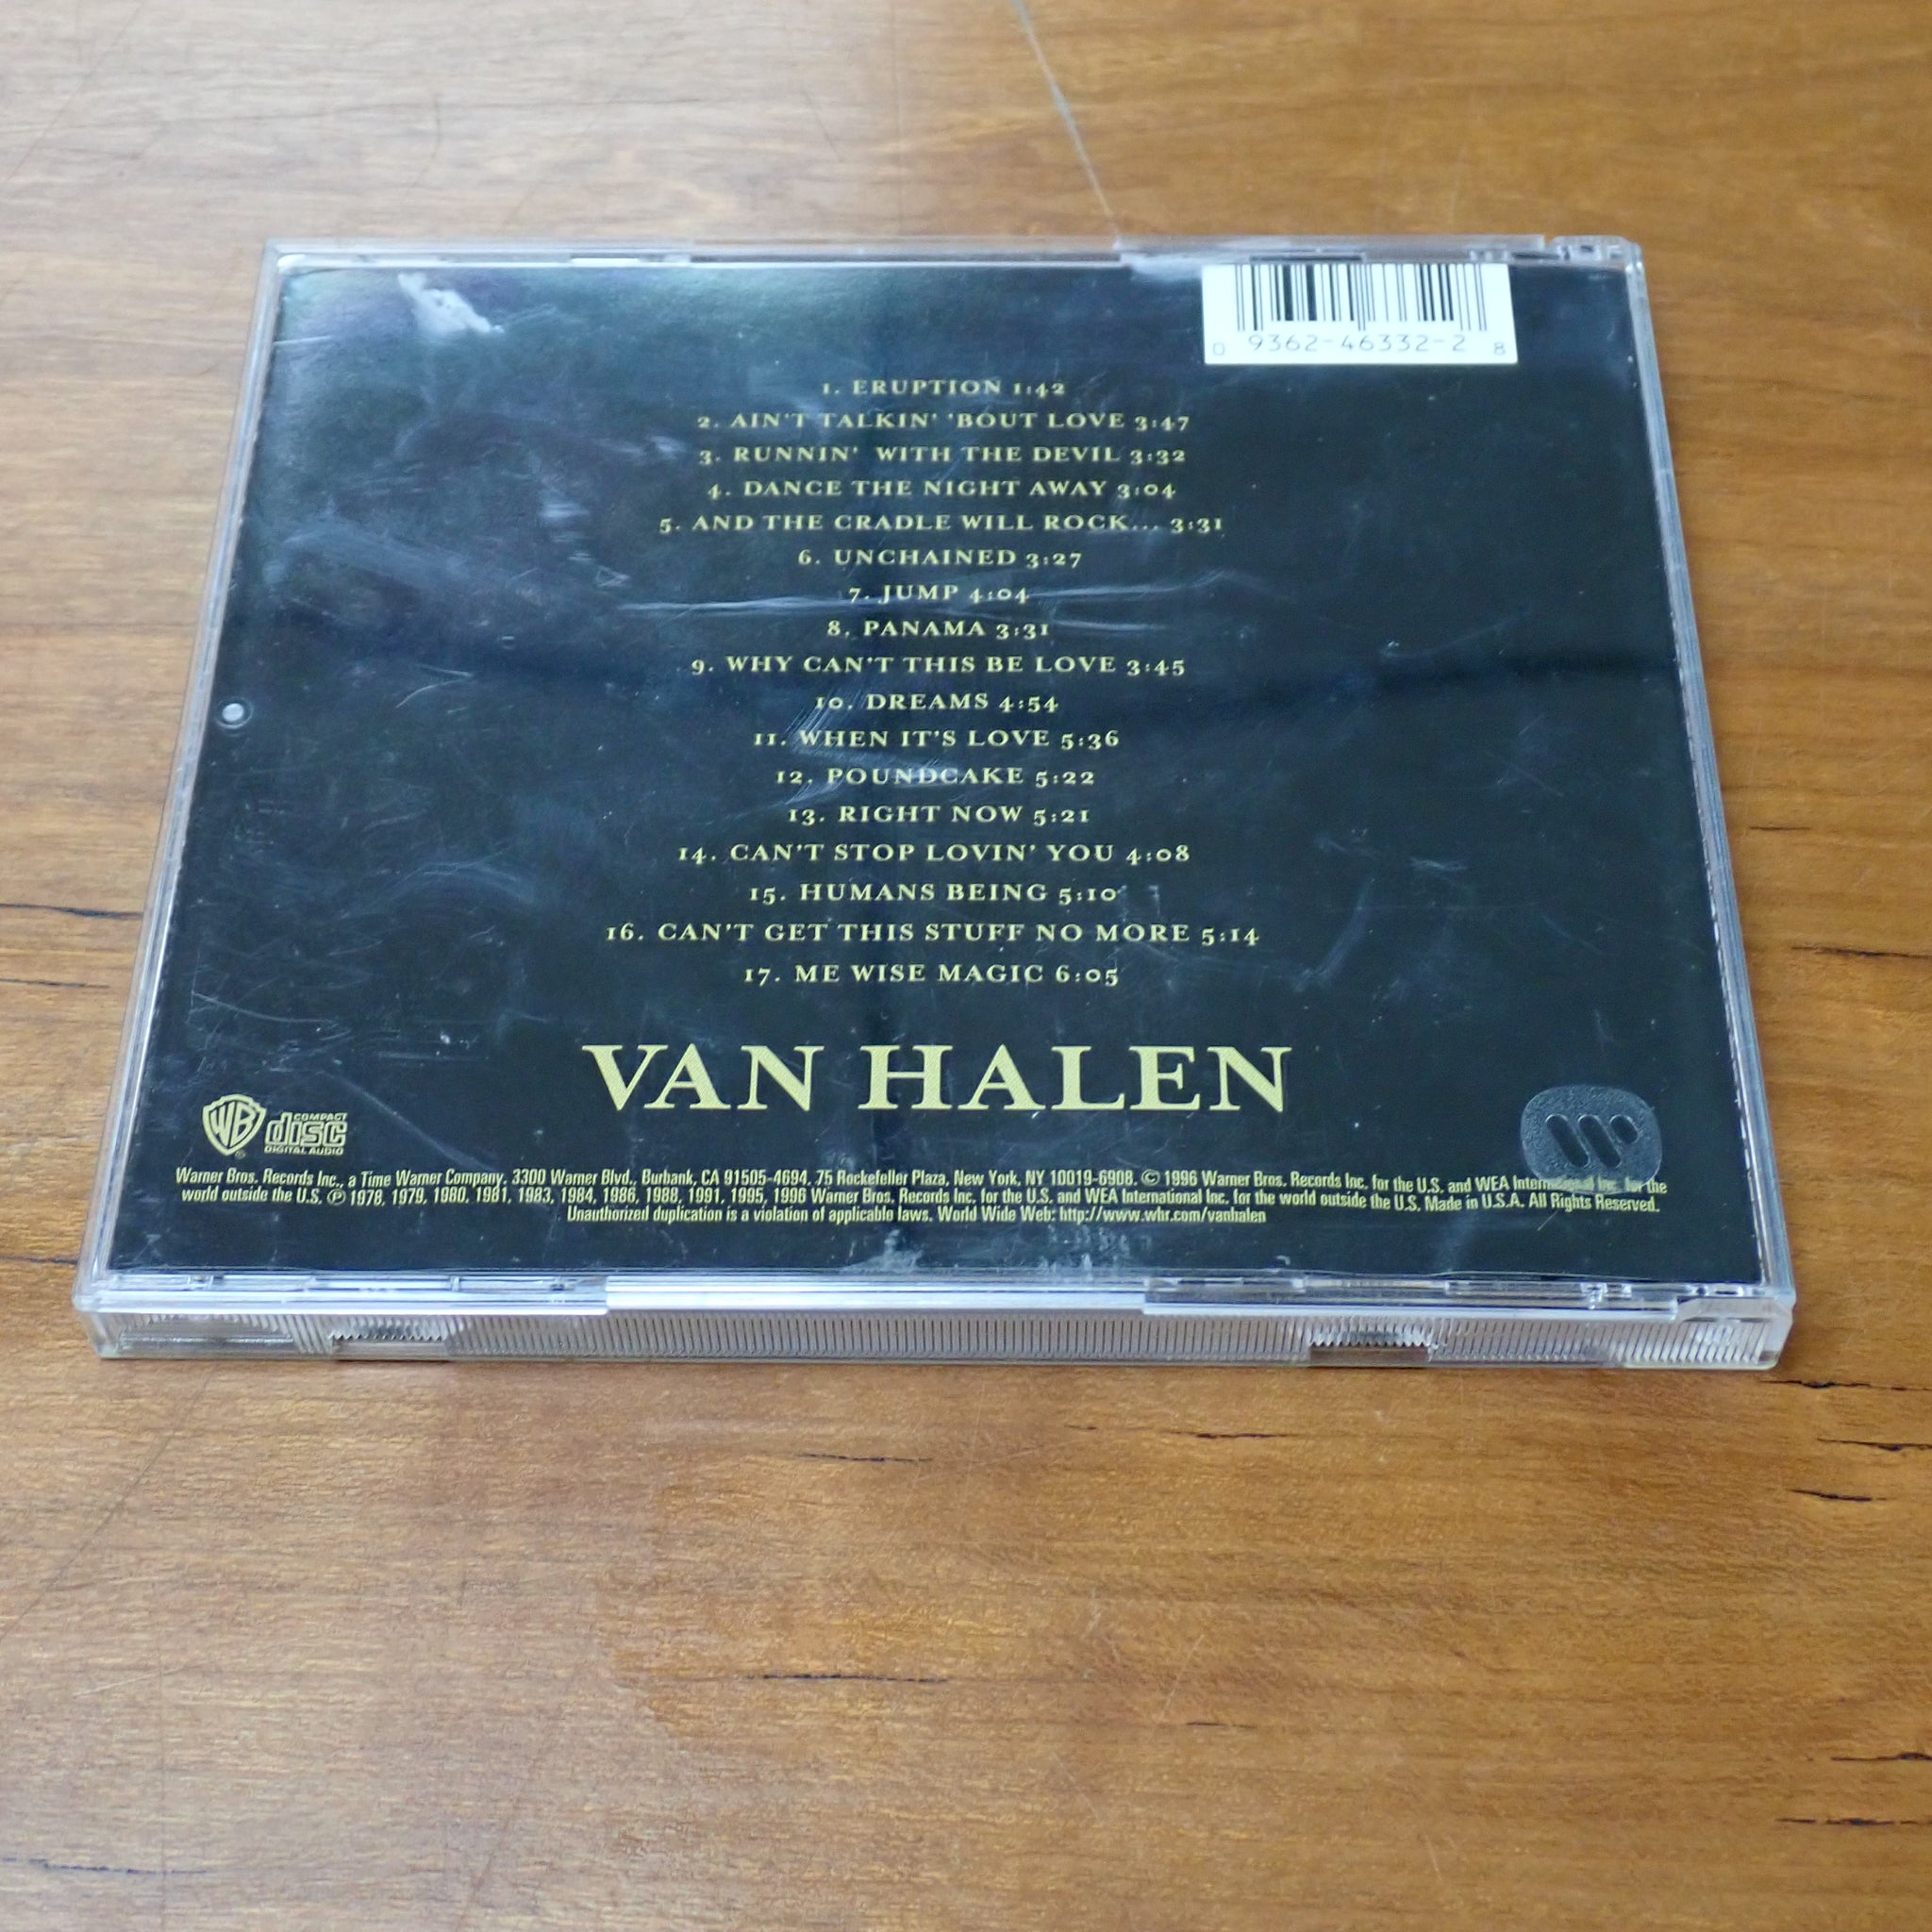 0 9362-46332-2 8
1. ERUPTION 1:42
2. AIN'T TALKIN' 'BOUT LOVE 3:47
3. RUNNIN' WITH THE DEVIL 3:32
4. DANCE THE NIGHT AWAY 3:04
5. AND THE CRADLE WILL ROCK... 3:31
6. UNCHAINED 3:27
7. JUMP 4:04
8. PANAMA 3:31
9. WHY CAN'T THIS BE LOVE 3:45
10. DREAMS 4:54
11. WHEN IT'S LOVE 5:36
12. POUNDCAKE 5:22
13. RIGHT NOW 5:21
14. CAN'T STOP LOVIN' YOU 4:08
15. HUMANS BEING 5:10
16. CAN'T GET THIS STUFF NO MORE 5:14
17. ME WISE MAGIC 6:05
VAN HALEN
WB
COMPACT
disc
DIGITAL AUDIO
Warner Bros. Records Inc., a Time Warner Company, 3300 Warner Blvd., Burbank, CA 91505-4694. 75 Rockefeller Plaza, New York, NY 10019-6908. © 1996 Warner Bros. Records Inc. for the U.S. and WEA International Inc. for the
world outside the U.S. ℗ 1978, 1979, 1980, 1981, 1983, 1984, 1986, 1988, 1991, 1995, 1996 Warner Bros. Records Inc. for the U.S. and WEA International Inc. for the world outside the U.S. Made in U.S.A. All Rights Reserved.
Unauthorized duplication is a violation of applicable laws. World Wide Web: http://www.wbr.com/vanhalen